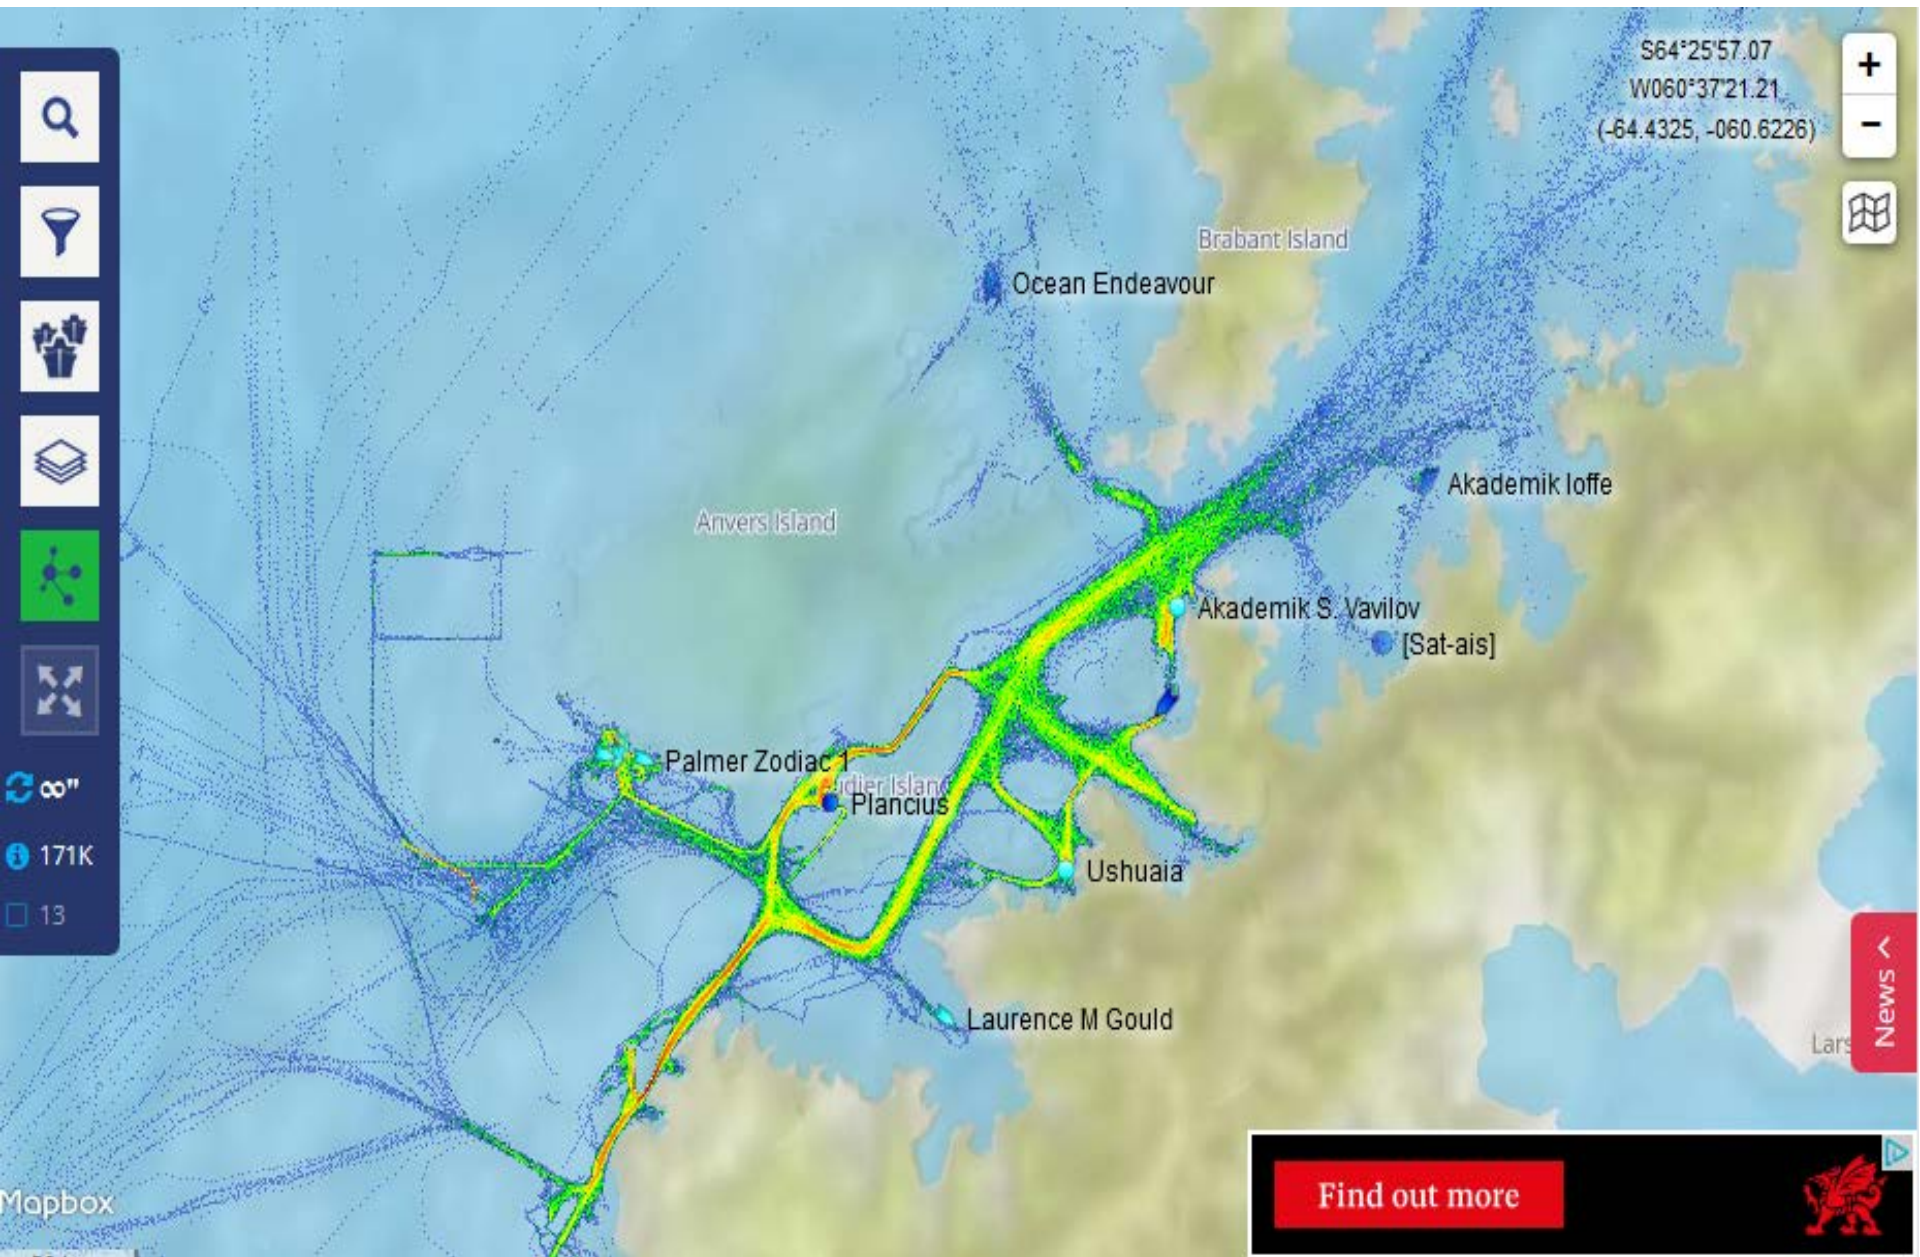 S64°25'57.07
W060°37'21.21
(-64.4325, -060.6226)
+
−
Brabant Island
Ocean Endeavour
Akademik Ioffe
Anvers Island
Akademik S. Vavilov
[Sat-ais]
Palmer Zodiac 1
Plancius
∞"
171K
13
Ushuaia
Laurence M Gould
News
Lars
Mapbox
Find out more